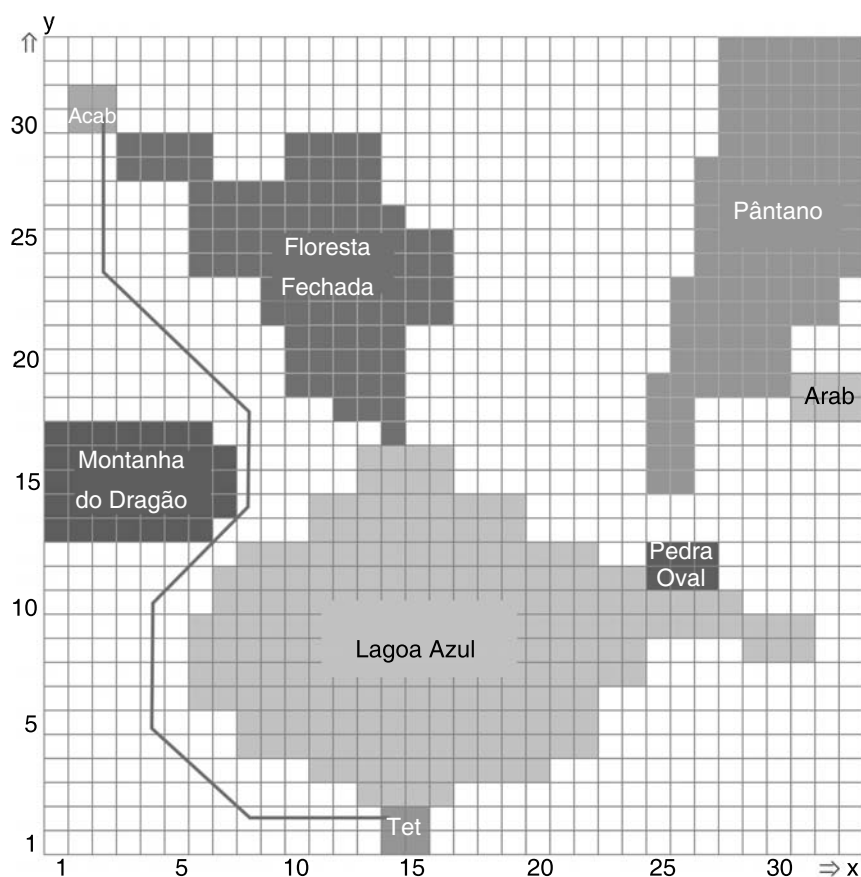 y
⇑
Acab
30
Pântano
25
Floresta
Fechada
20
Arab
Montanha
15
do Dragão
Pedra
Oval
10
Lagoa Azul
5
Tet
1
1 5 10 15 20 25 30 ⇒ x